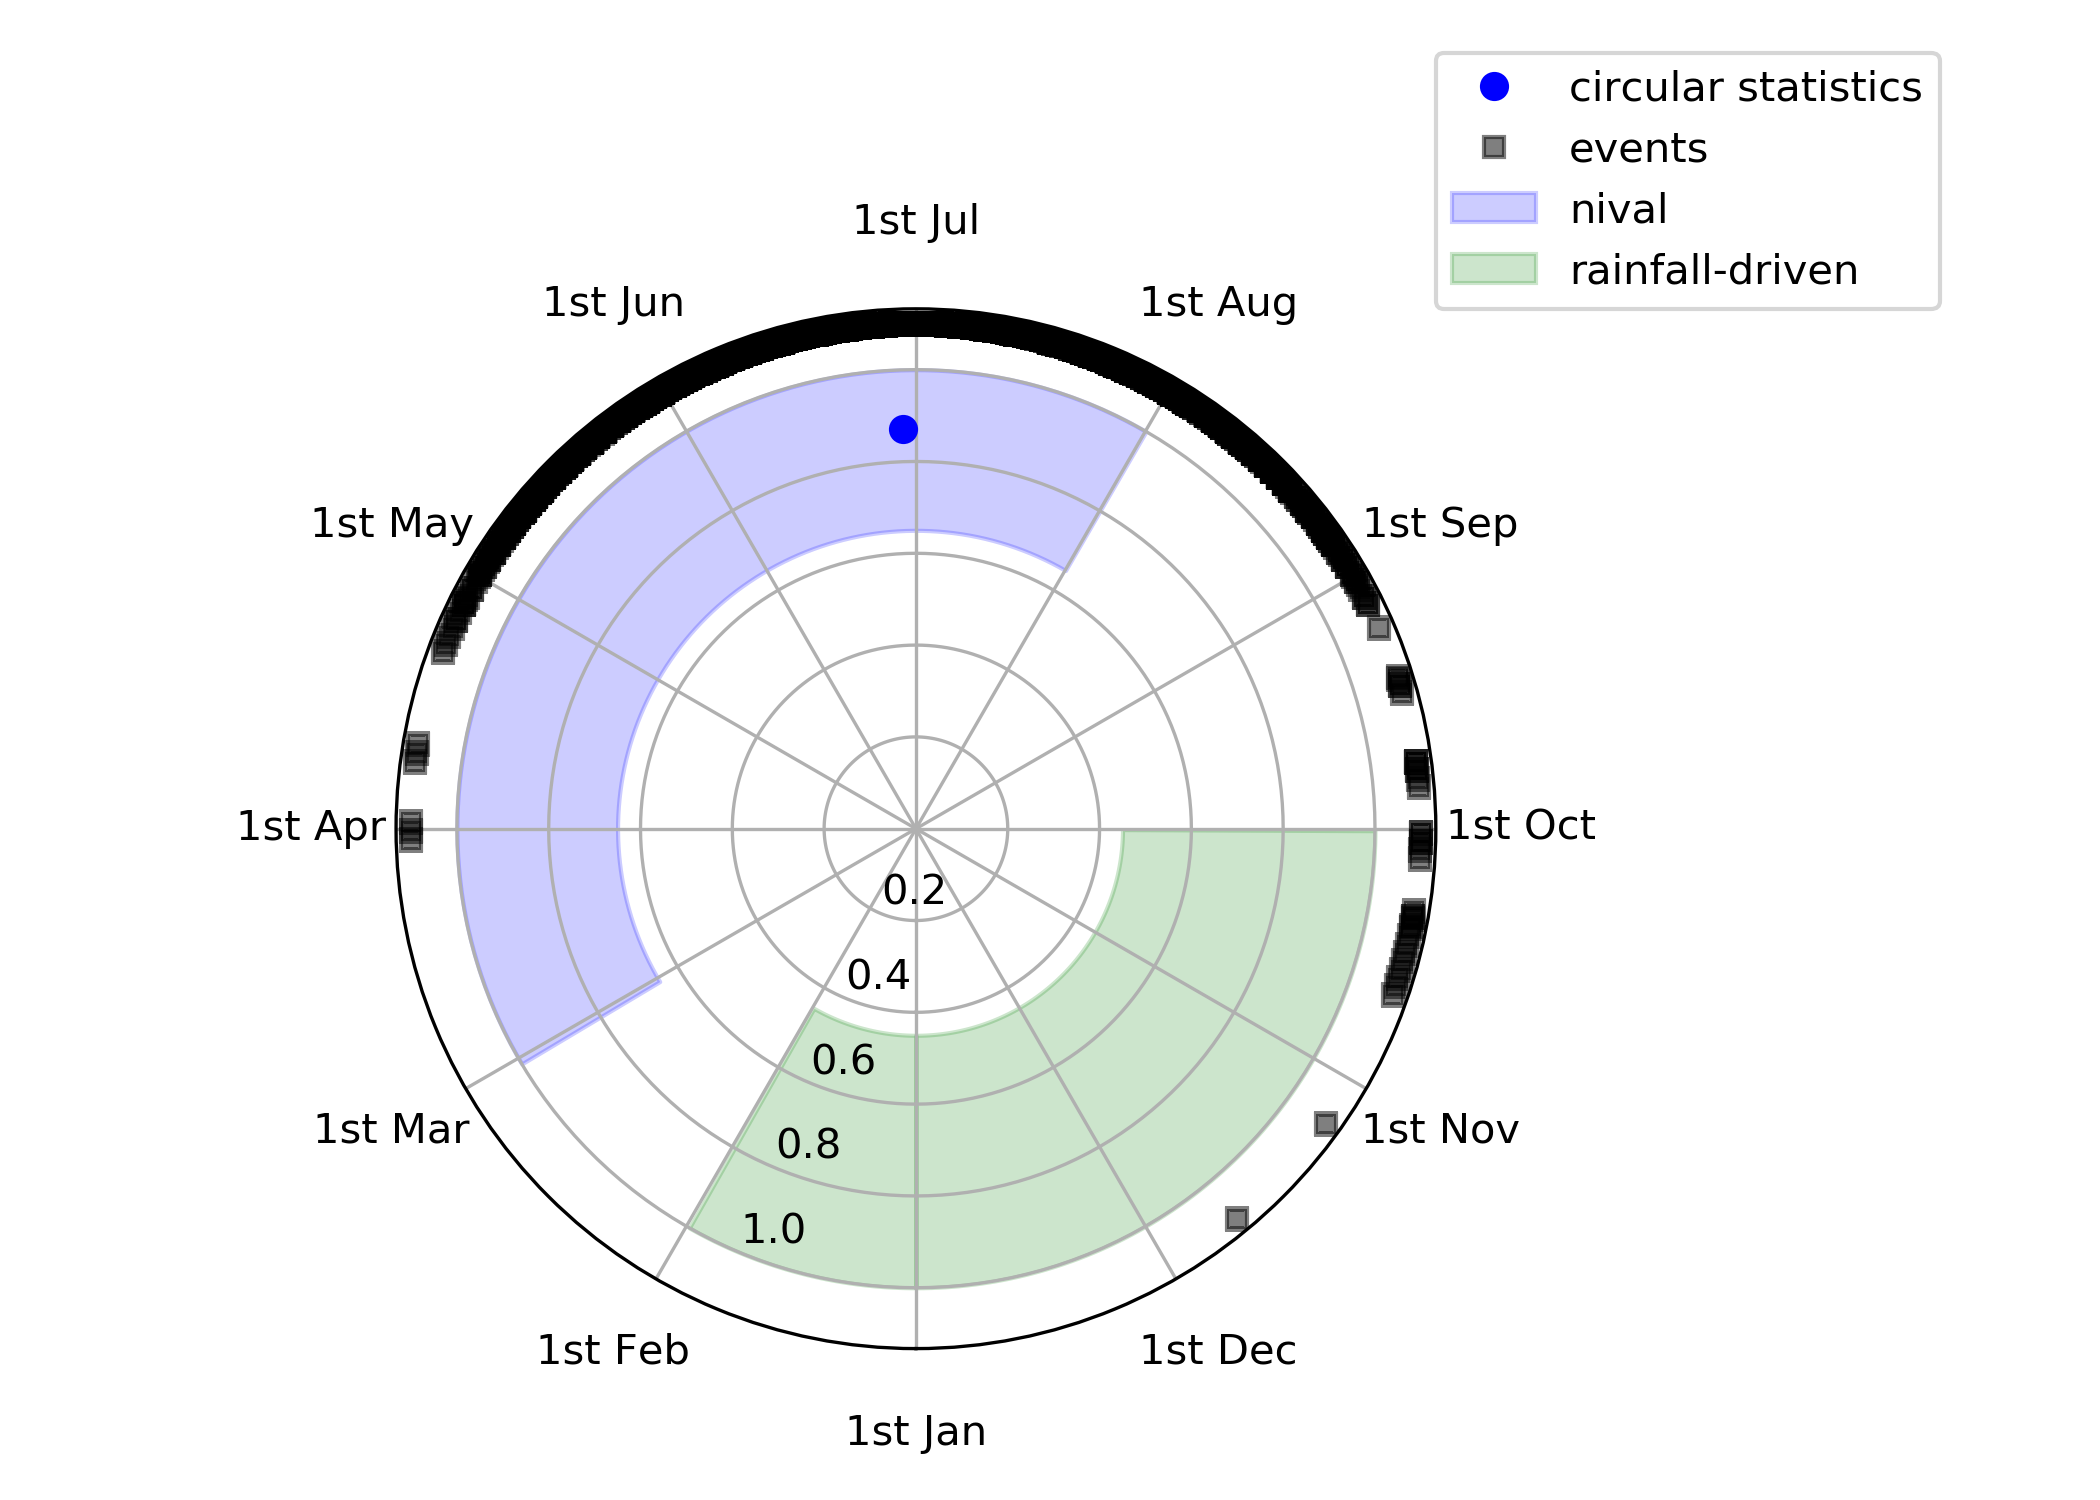 circular statistics
events
nival
rainfall-driven
1st Jul
1st Jun
1st Aug
1st May
1st Sep
1st Apr
1st Oct
0.2
0.4
0.6
0.8
1.0
1st Mar
1st Nov
1st Feb
1st Dec
1st Jan